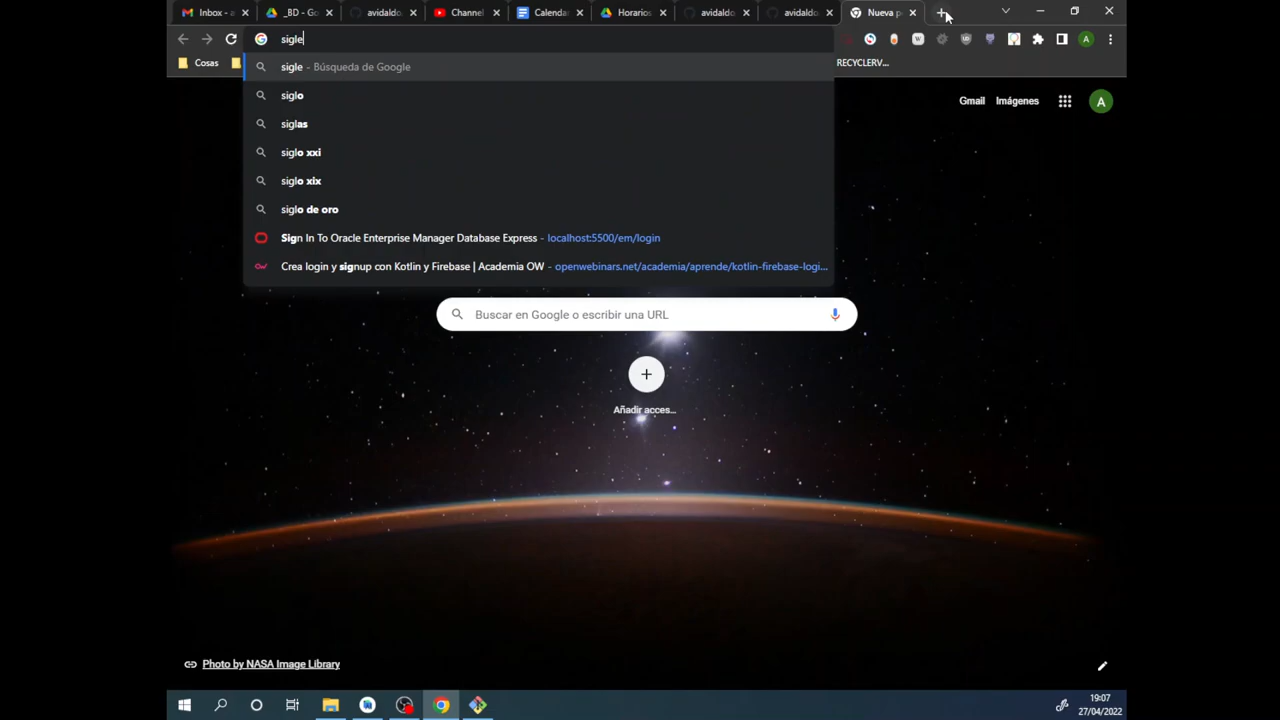 Inbox - a
_BD - Go
avidaldo
Channel
Calenda
Horarios
avidaldo
avidaldo
Nueva p
sigle
A
Cosas
RECYCLERV...
sigle - Búsqueda de Google
siglo
siglas
siglo xxi
siglo xix
siglo de oro
Sign In To Oracle Enterprise Manager Database Express - localhost:5500/em/login
Crea login y signup con Kotlin y Firebase | Academia OW - openwebinars.net/academia/aprende/kotlin-firebase-logi...
Gmail Imágenes A
Buscar en Google o escribir una URL
Añadir acces...
Photo by NASA Image Library
19:07
27/04/2022